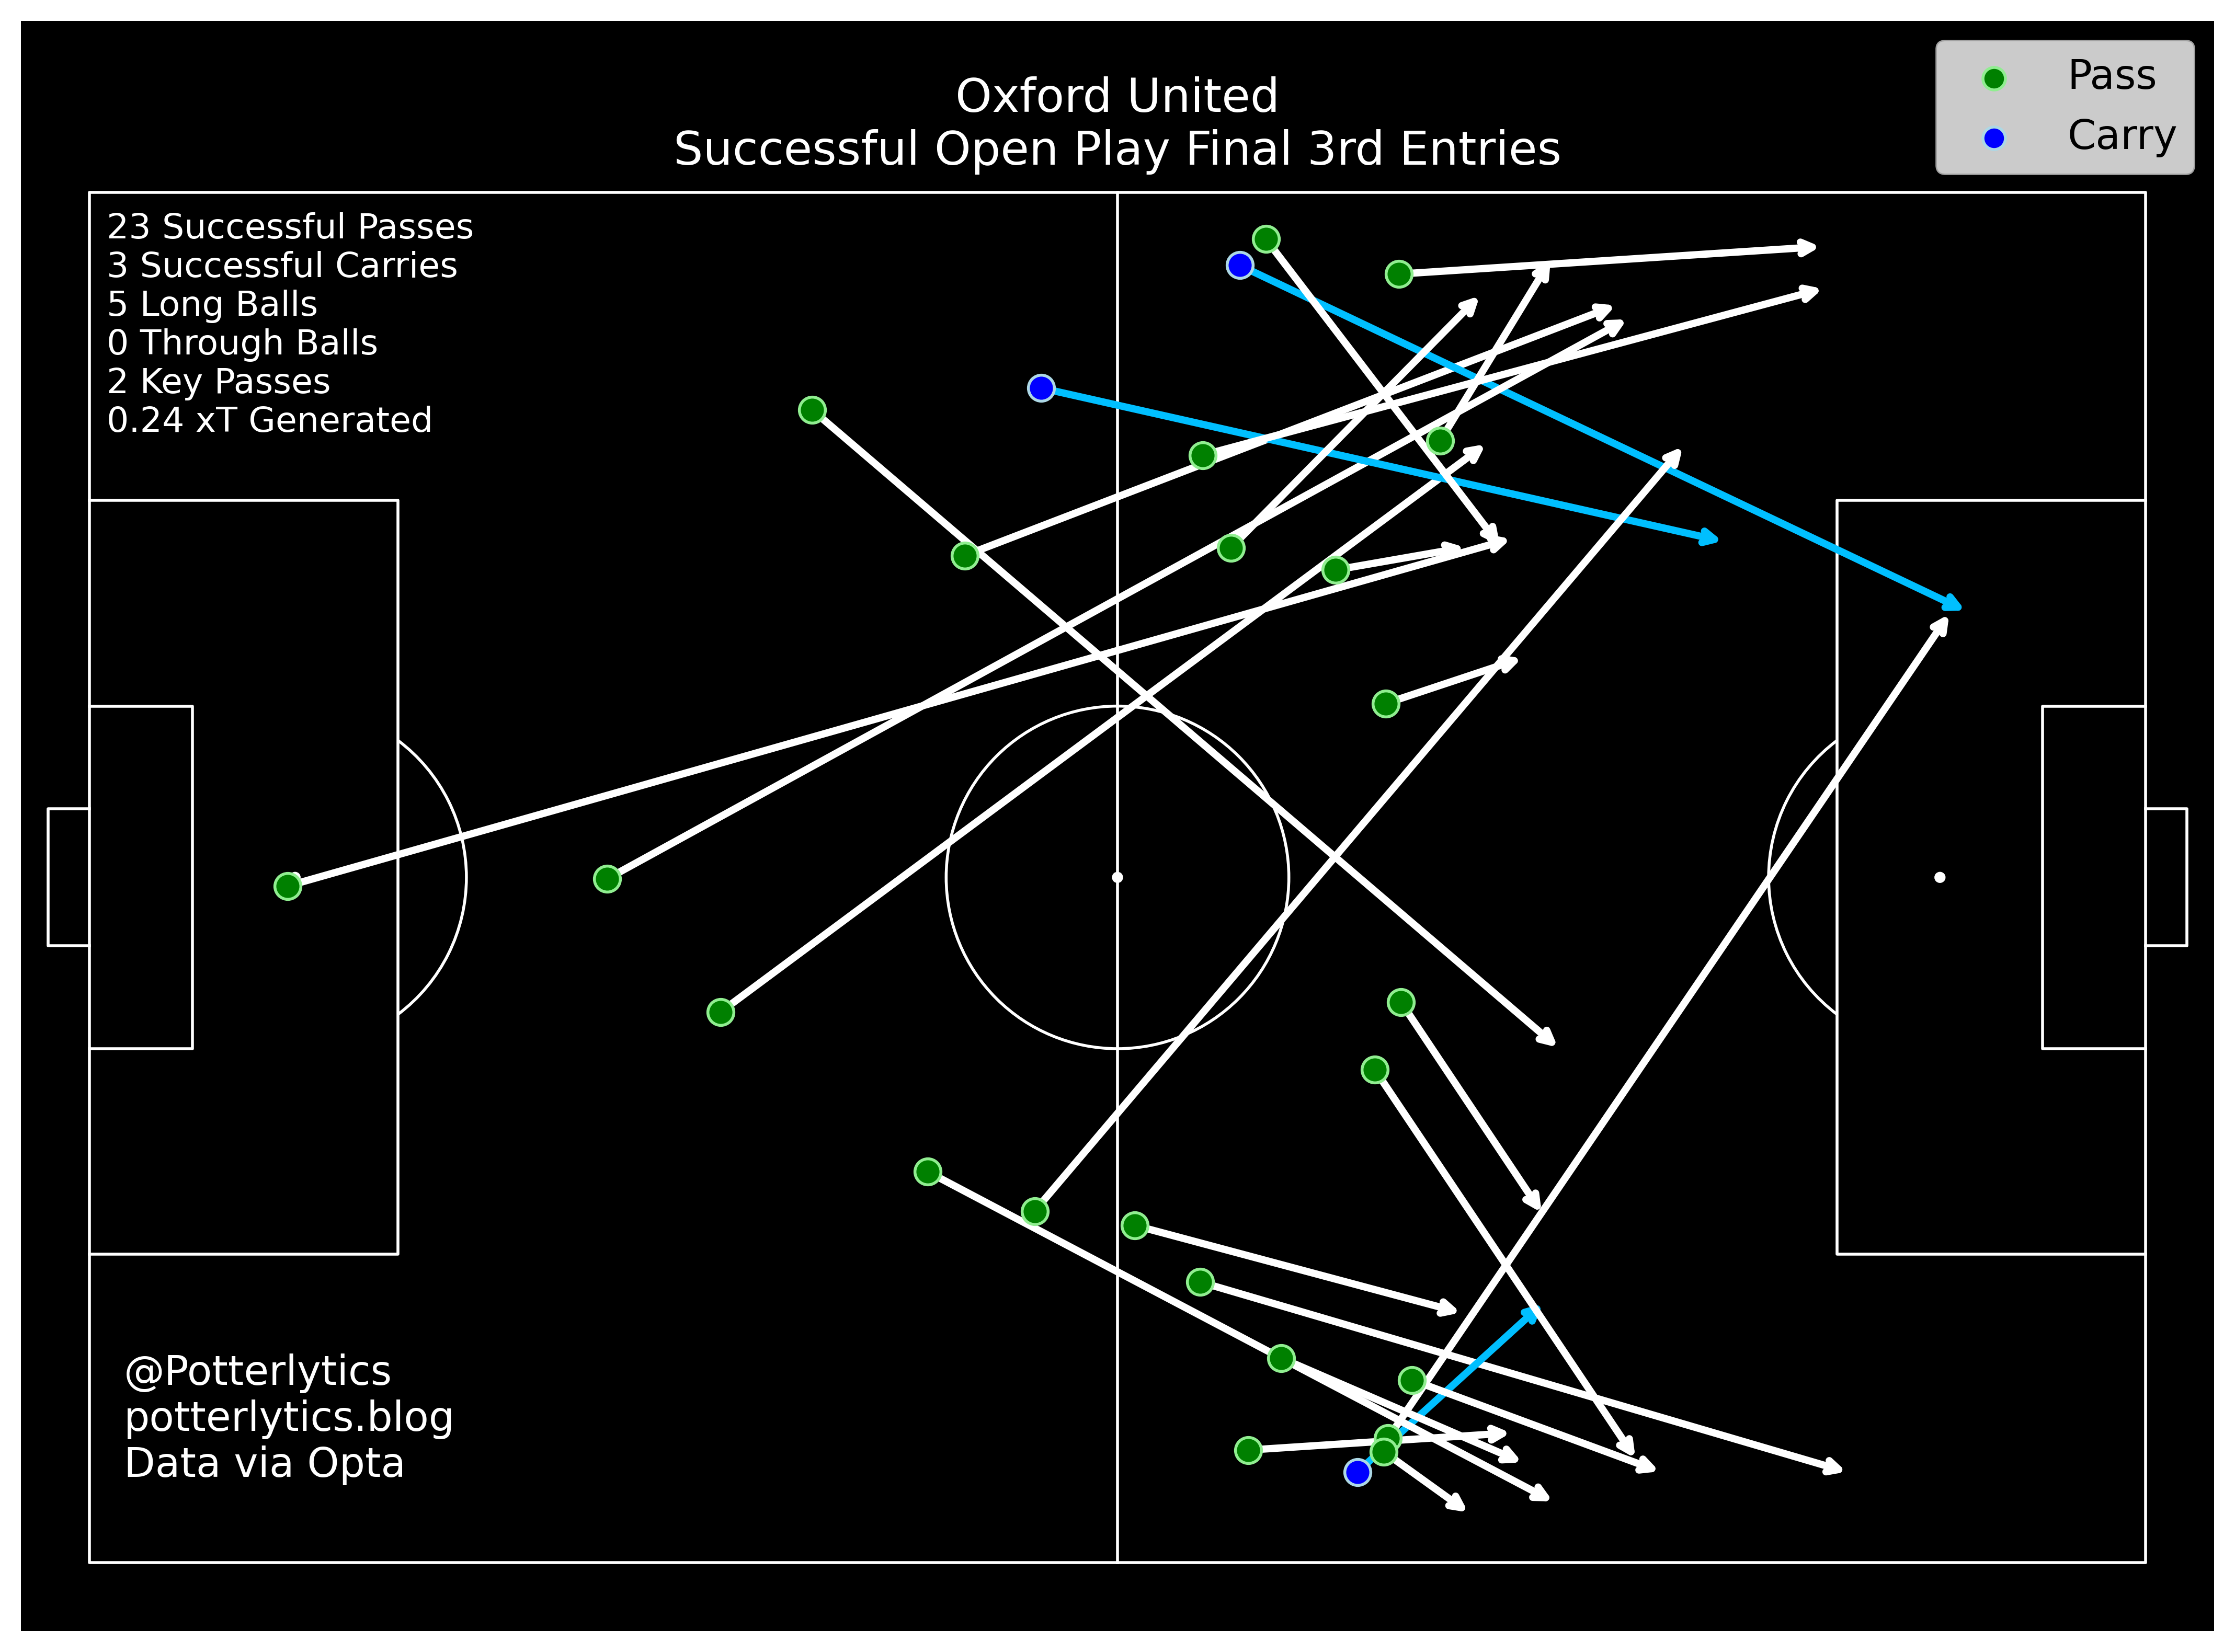 Oxford United
Successful Open Play Final 3rd Entries
Pass
Carry
23 Successful Passes
3 Successful Carries
5 Long Balls
0 Through Balls
2 Key Passes
0.24 xT Generated
@Potterlytics
potterlytics.blog
Data via Opta